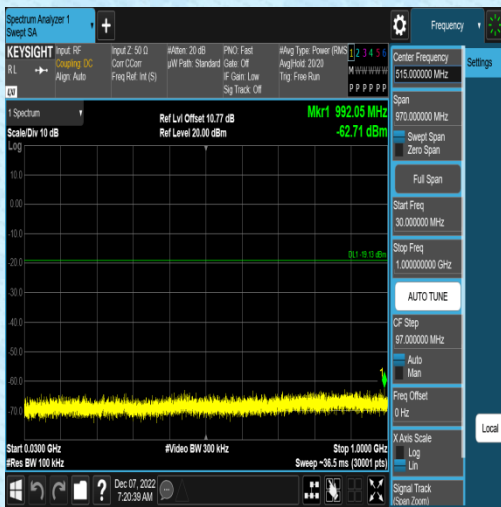 Spectrum Analyzer 1
Swept SA
Frequency
KEYSIGHT
Input: RF
Coupling: DC
Align: Auto
Input Z: 50 Ω
Corr CCorr
Freq Ref: Int (S)
#Atten: 20 dB
µW Path: Standard
PNO: Fast
Gate: Off
IF Gain: Low
Sig Track: Off
#Avg Type: Power (RMS
Avg|Hold: 20/20
Trig: Free Run
1 2 3 4 5 6
M W W W W W
P P P P P P
R L
LXI
1 Spectrum
Scale/Div 10 dB
Ref Lvl Offset 10.77 dB
Ref Level 20.00 dBm
Mkr1 992.05 MHz
-62.71 dBm
Log
10.0
0.00
-10.0
-20.0
-30.0
-40.0
-50.0
-60.0
-70.0
DL1 -19.13 dBm
1
Start 0.0300 GHz
#Res BW 100 kHz
#Video BW 300 kHz
Stop 1.0000 GHz
Sweep ~36.5 ms (30001 pts)
Dec 07, 2022
7:20:39 AM
Center Frequency
515.000000 MHz
Settings
Span
970.000000 MHz
Swept Span
Zero Span
Full Span
Start Freq
30.000000 MHz
Stop Freq
1.000000000 GHz
AUTO TUNE
CF Step
97.000000 MHz
Auto
Man
Freq Offset
0 Hz
X Axis Scale
Log
Lin
Local
Signal Track
(Span Zoom)